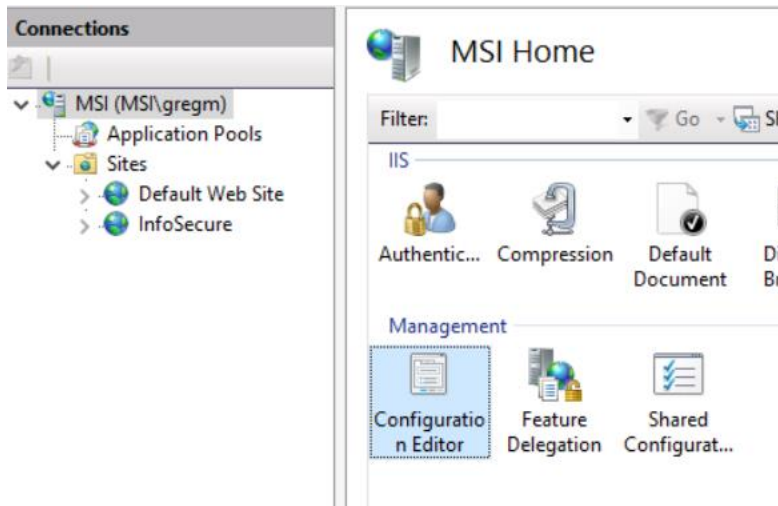 Connections
MSI (MSI\gregm)
Application Pools
Sites
Default Web Site
InfoSecure
MSI Home
Filter:
Go
IIS
Authentic... Compression Default
Document
Management
Configuratio
n Editor
Feature
Delegation
Shared
Configurat...